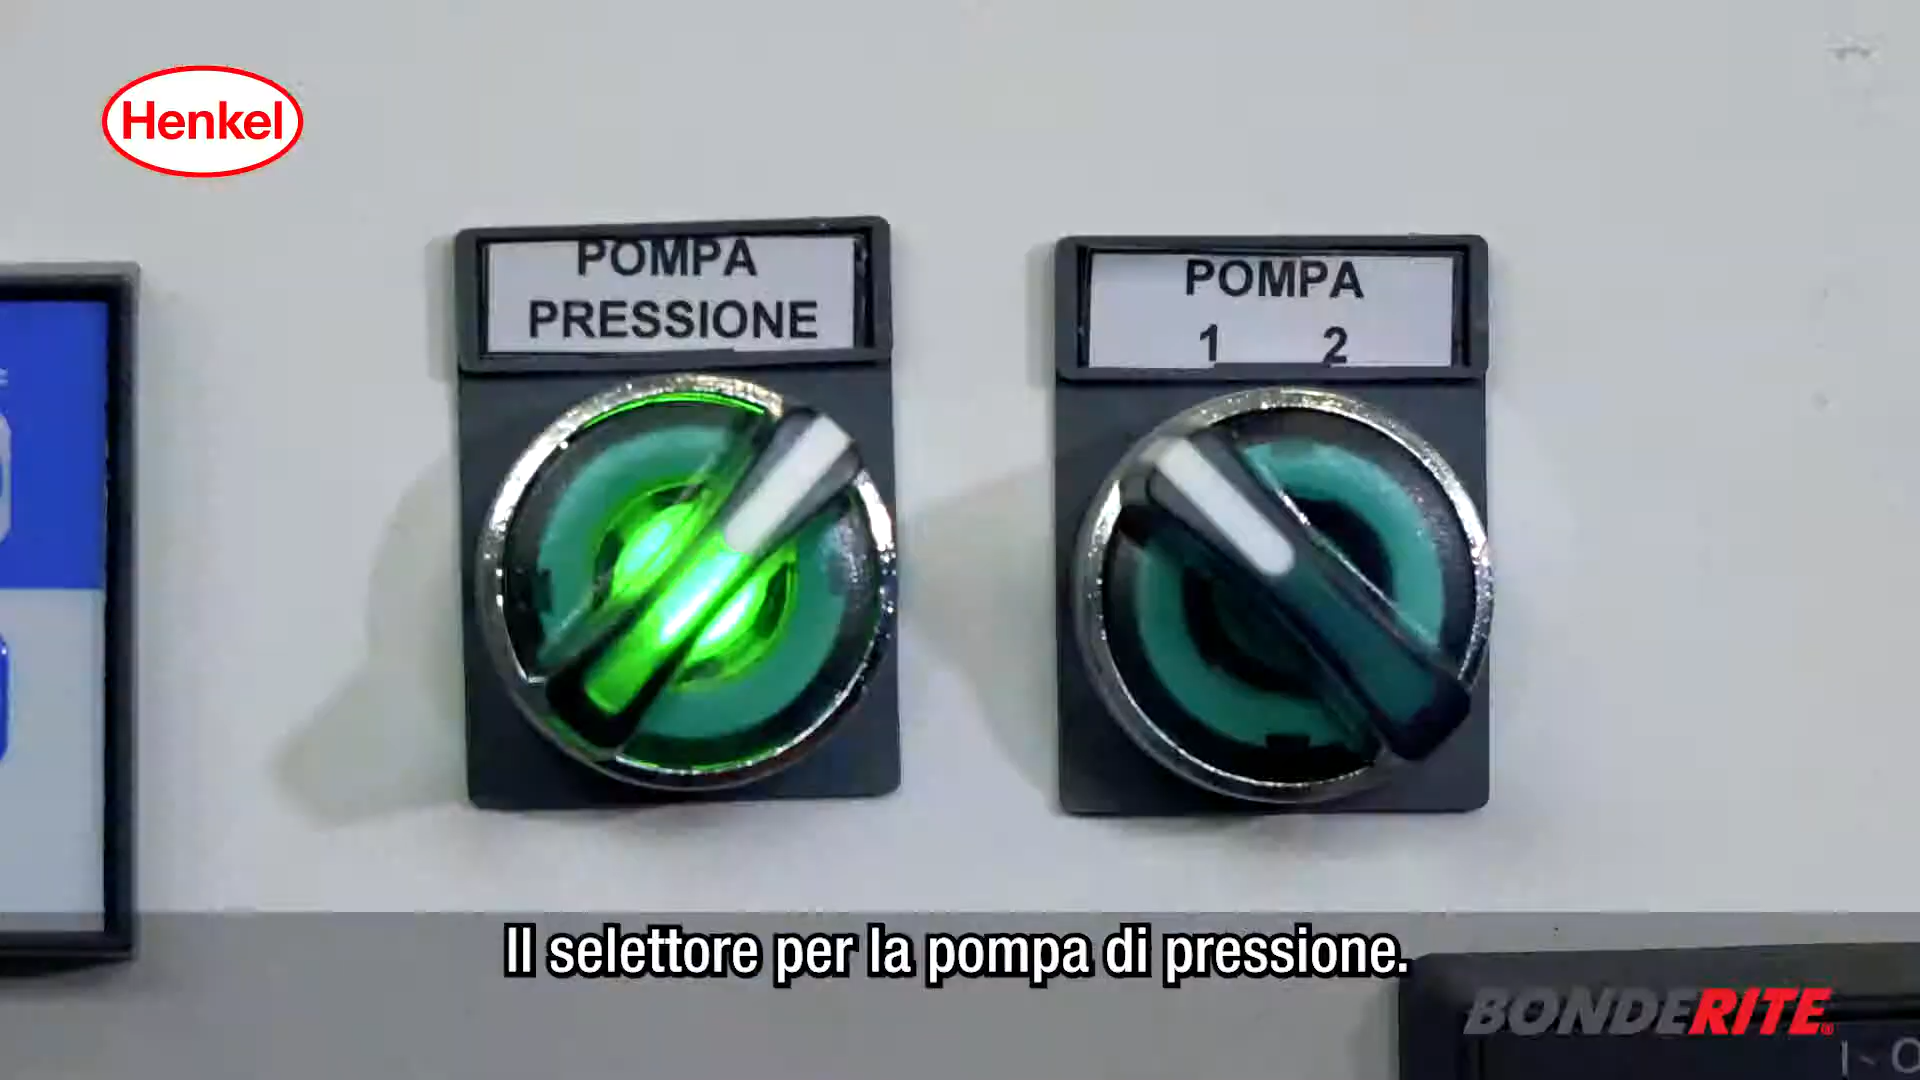 Henkel
POMPA
PRESSIONE
POMPA
1 2
Il selettore per la pompa di pressione.
BONDERITE®